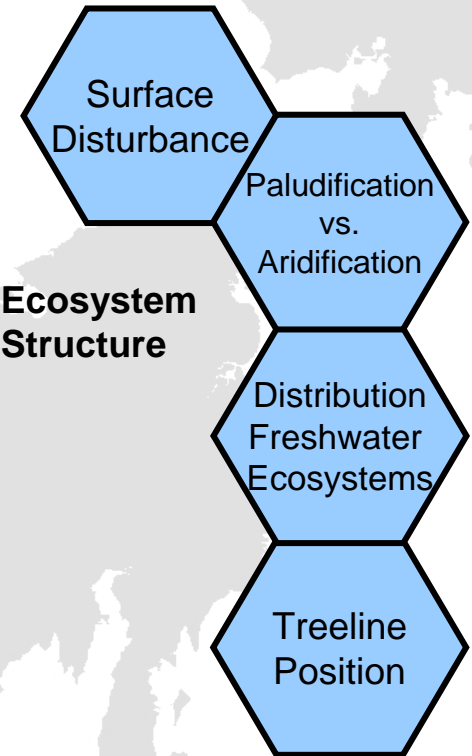 Surface
Disturbance
Paludification
vs.
Aridification
Ecosystem
Structure
Distribution
Freshwater
Ecosystems
Treeline
Position